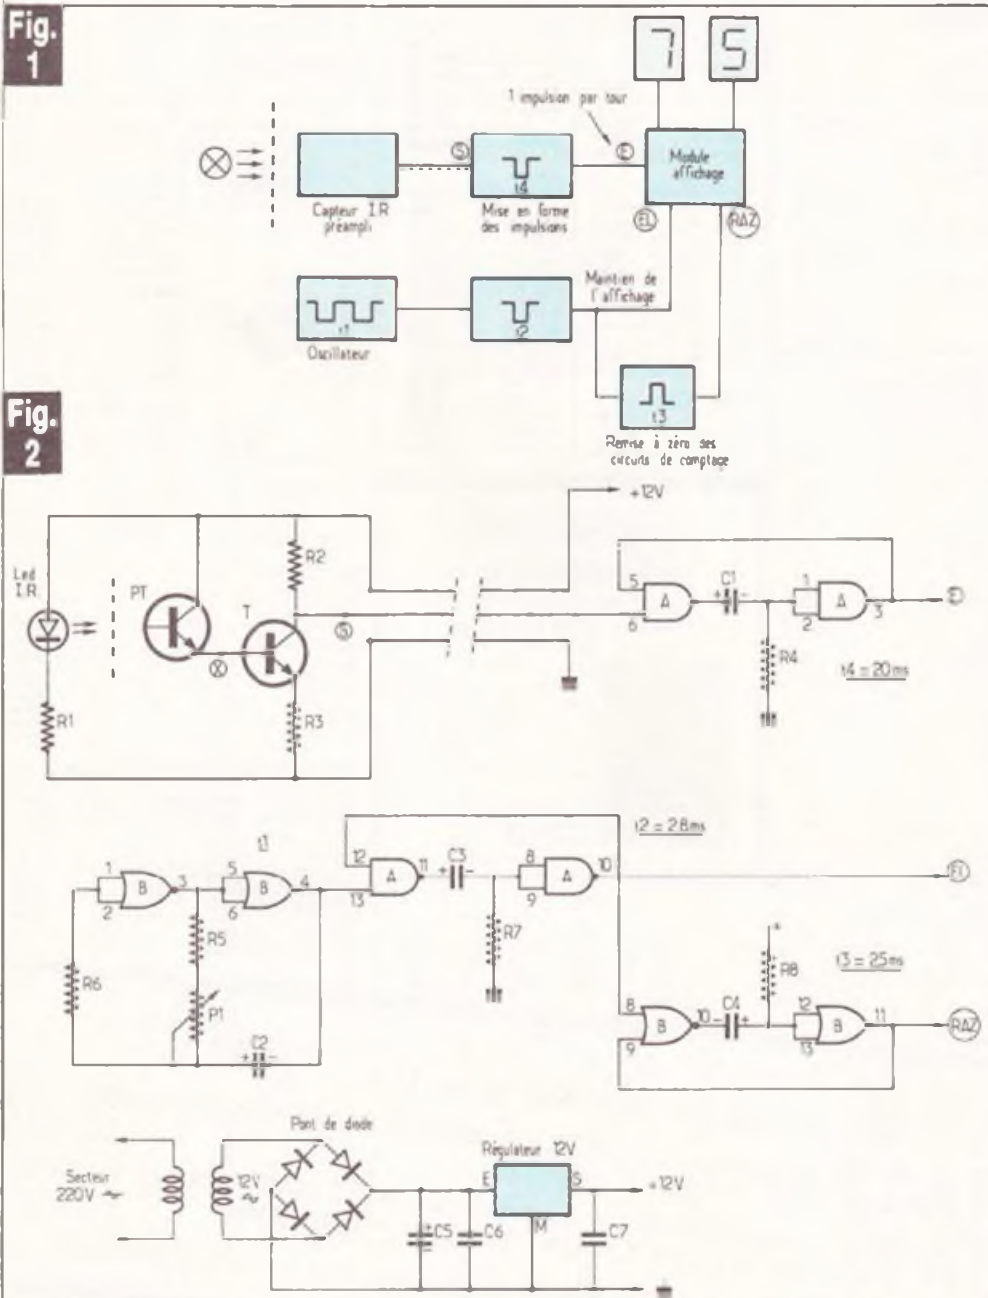 Fig. 1
7 5
1 impulsion par tour
S
E
Module affichage
t4
Capteur I.R préampli
Mise en forme des impulsions
EL
RAZ
Maintien de l'affichage
t1
Oscillateur
t2
t3
Remise à zéro des circuits de comptage
Fig. 2
+12V
Led I.R.
PT
T
R2
X
S
R1
R3
5
6
A
+ C1 -
1
2
A
3
E
R4
t4 = 20ms
t1
1
2
B
3
5
6
B
4
R5
R6
P1
+ C2 -
12
13
A
11
+ C3 -
8
9
A
10
R7
t2 = 28ms
EL
8
9
B
10
- C4 +
R8
+
12
13
B
11
t3 = 25ms
RAZ
Secteur 220V ~
12V ~
Pont de diode
Régulateur 12V
E
S
M
+12V
+
C5
C6
C7